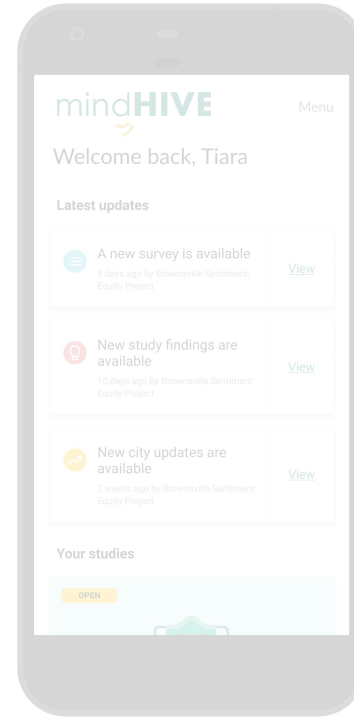 mindHIVE
Menu
Welcome back, Tiara
Latest updates
A new survey is available
8 days ago by Brownsville Sentiment:
Equity Project
View
New study findings are
available
10 days ago by Brownsville Sentiment:
Equity Project
View
New city updates are
available
2 weeks ago by Brownsville Sentiment:
Equity Project
View
Your studies
OPEN